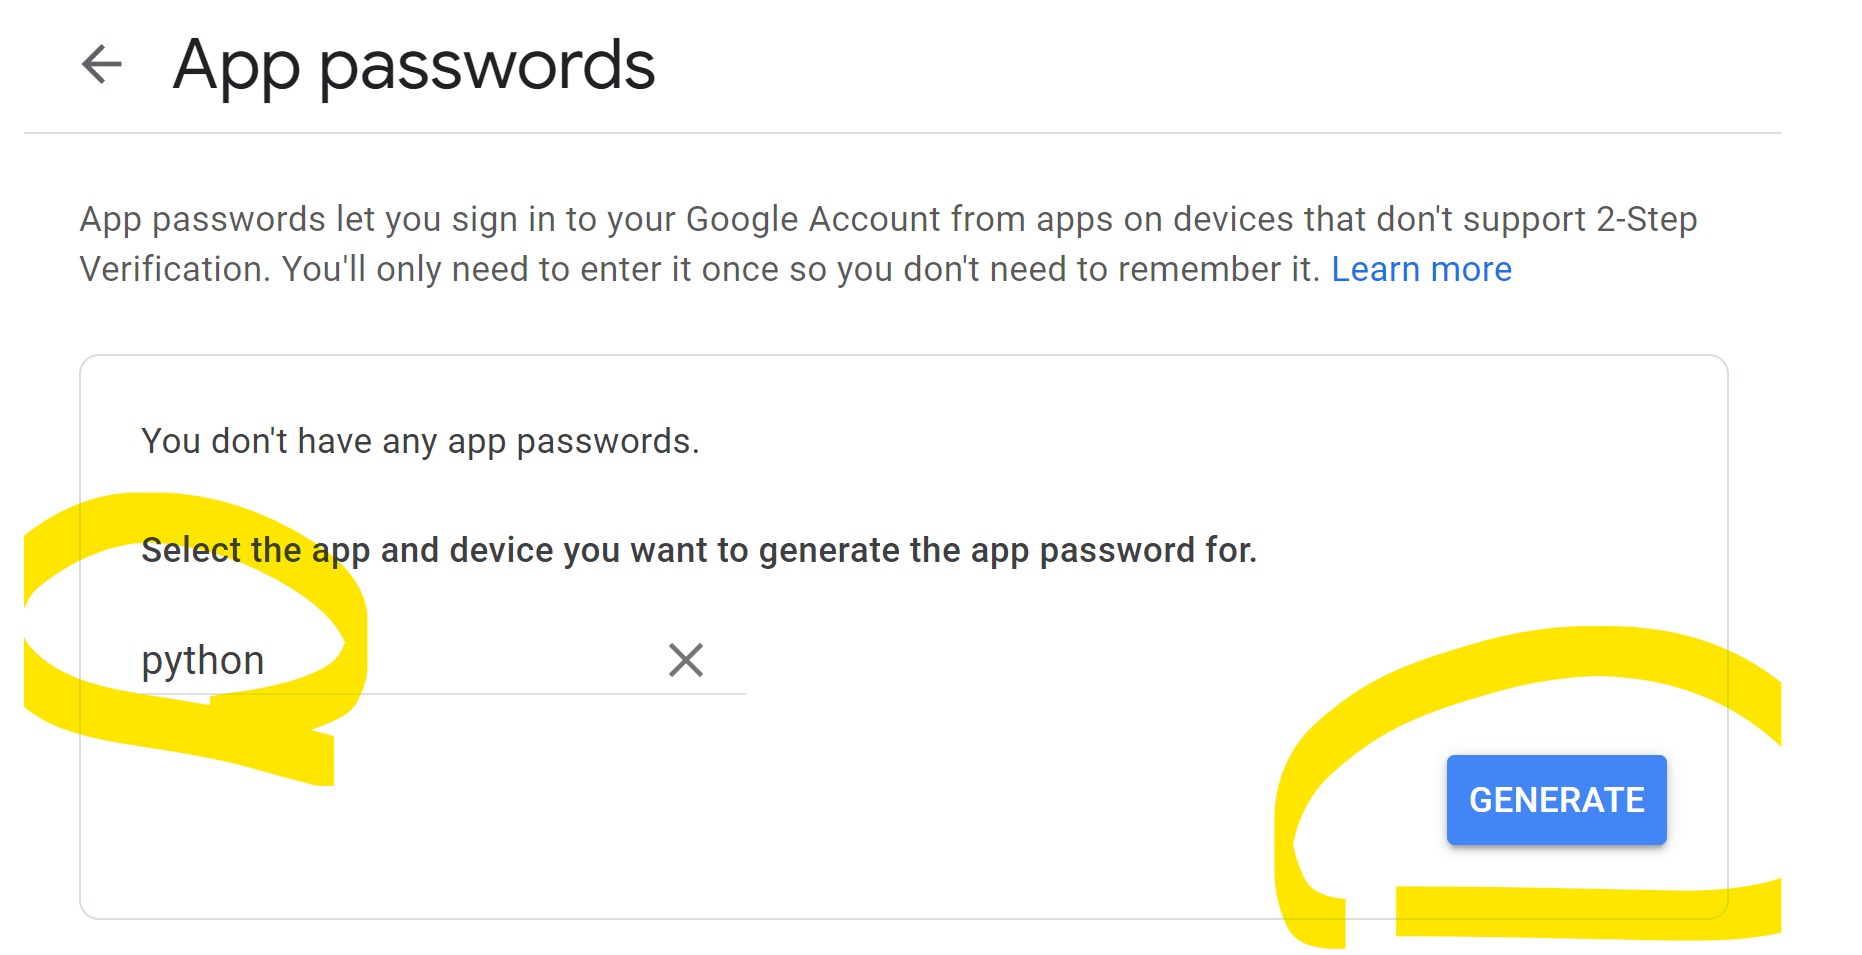 App passwords
App passwords let you sign in to your Google Account from apps on devices that don't support 2-Step
Verification. You'll only need to enter it once so you don't need to remember it. Learn more
You don't have any app passwords.
Select the app and device you want to generate the app password for.
python
GENERATE